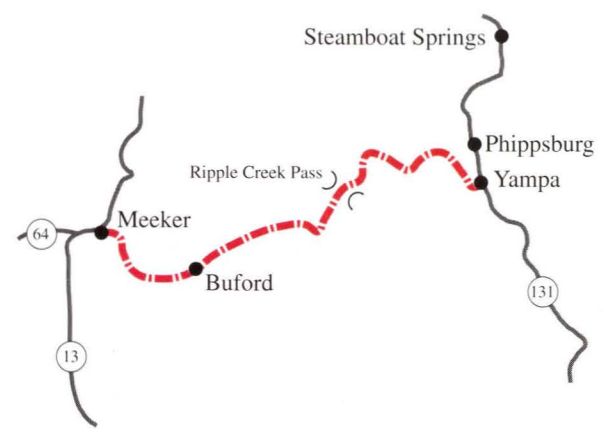 Steamboat Springs
Phippsburg
Ripple Creek Pass
Yampa
Meeker
64
Buford
131
13